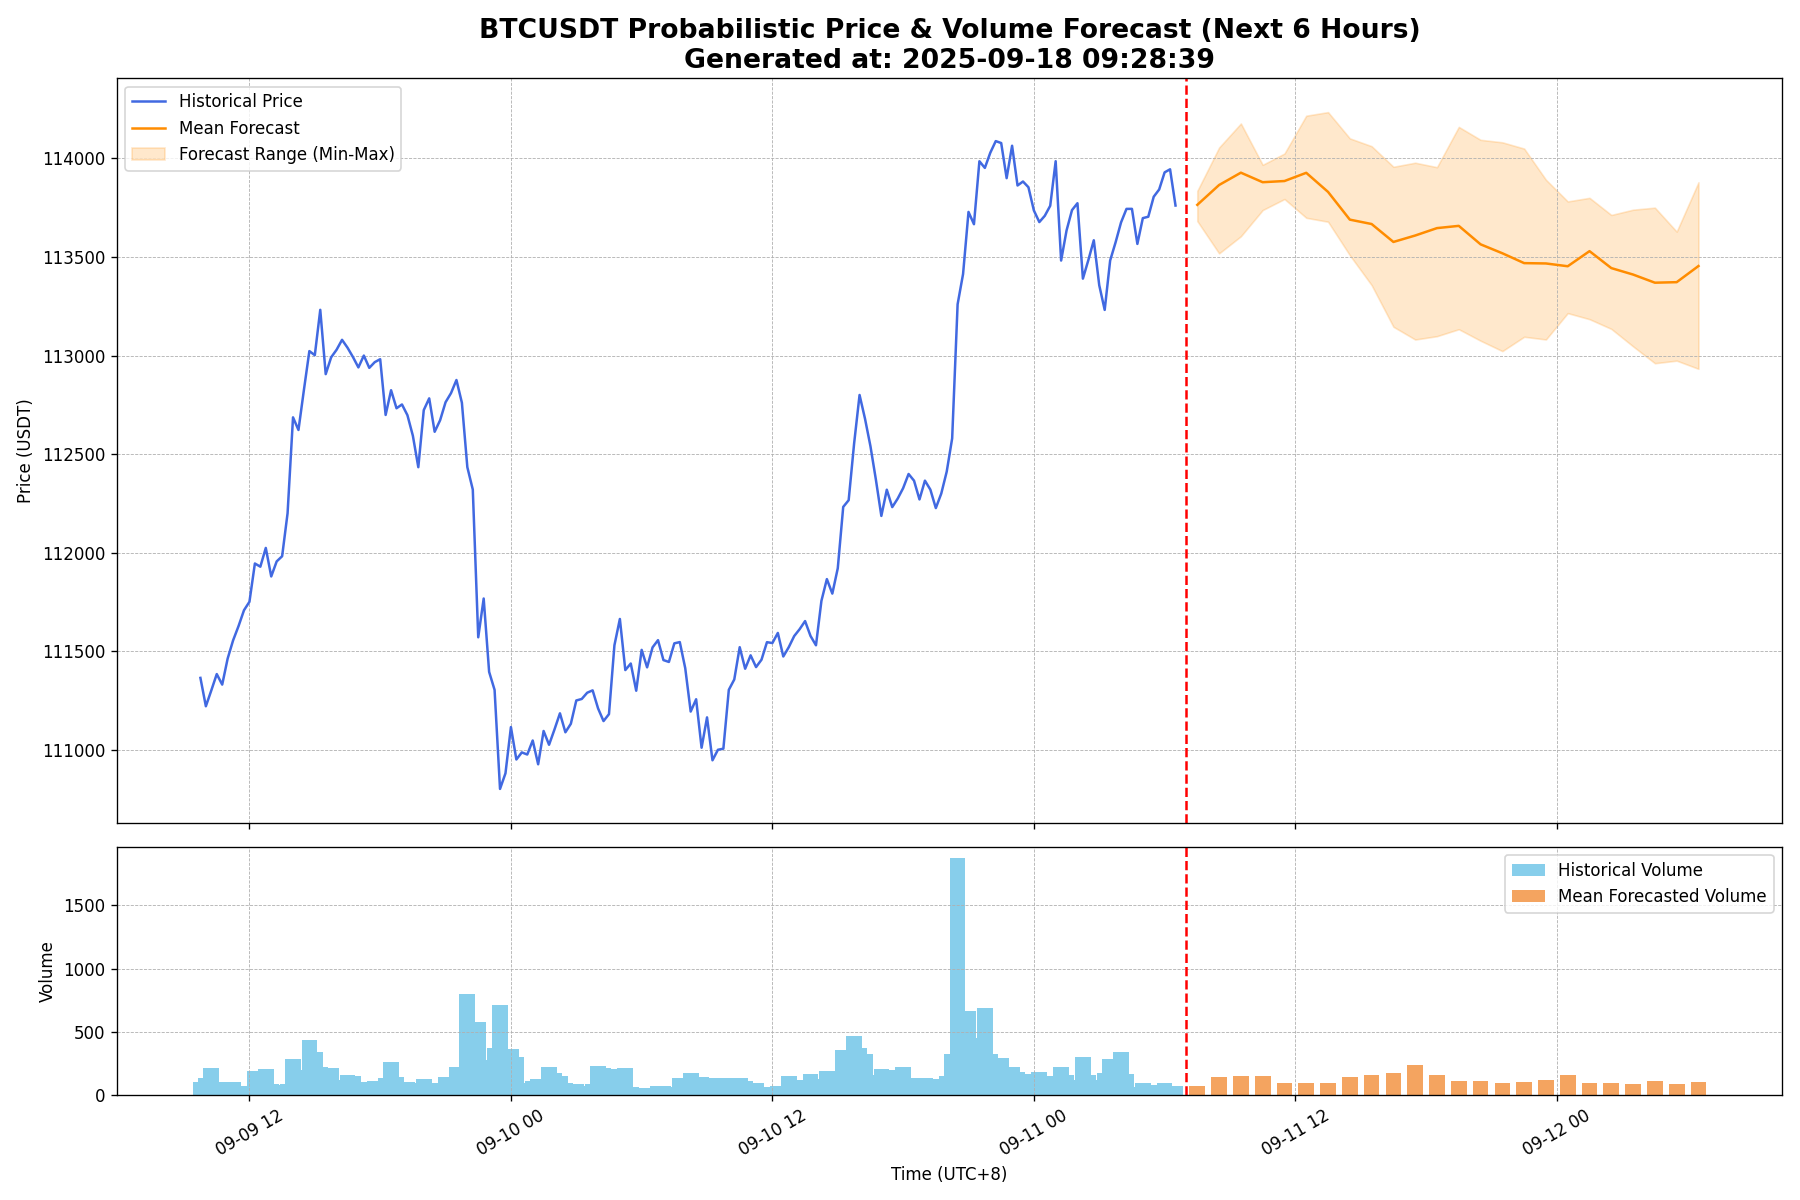 BTCUSDT Probabilistic Price & Volume Forecast (Next 6 Hours)
Generated at: 2025-09-18 09:28:39
Historical Price
Mean Forecast
Forecast Range (Min-Max)
114000
113500
113000
112500
112000
111500
111000
Price (USDT)
Historical Volume
Mean Forecasted Volume
1500
1000
500
0
Volume
09-09 12
09-10 00
09-10 12
09-11 00
09-11 12
09-12 00
Time (UTC+8)